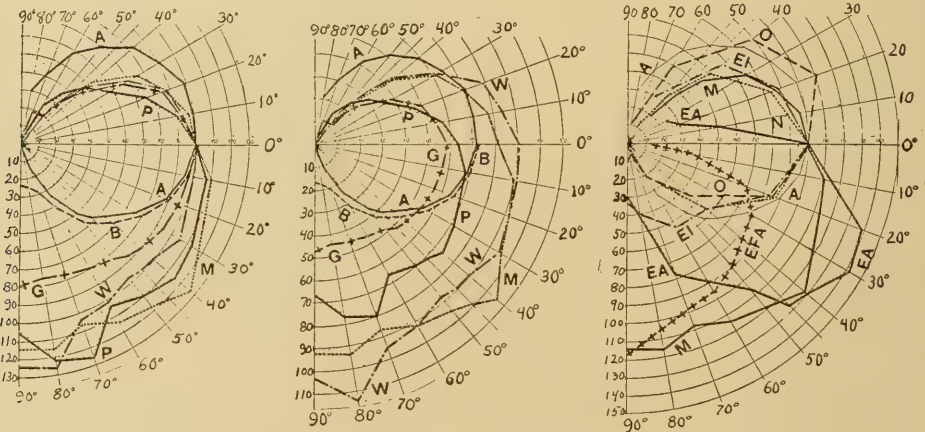 90° 80° 70° 60° 50° 40° 30° 20° 10° 0° 10° 20° 30° 40° 50° 60° 70° 80° 90°
10 20 30 40 50 60 70 80 90 100 110 120 130
A P A B G W M P
90° 80° 70° 60° 50° 40° 30° 20° 10° 0° 10° 20° 30° 40° 50° 60° 70° 80° 90°
10 20 30 40 50 60 70 80 90 100 110
A W P G B A B P G W M W
90° 80° 70 60° 50° 40° 30 20 10 0° 10° 20° 30° 40° 50° 60° 70° 80° 90°
10 20 30 40 50 60 70 80 90 100 110 120 130 140 150
A O EI M N EA O A EI EFA EA EA M